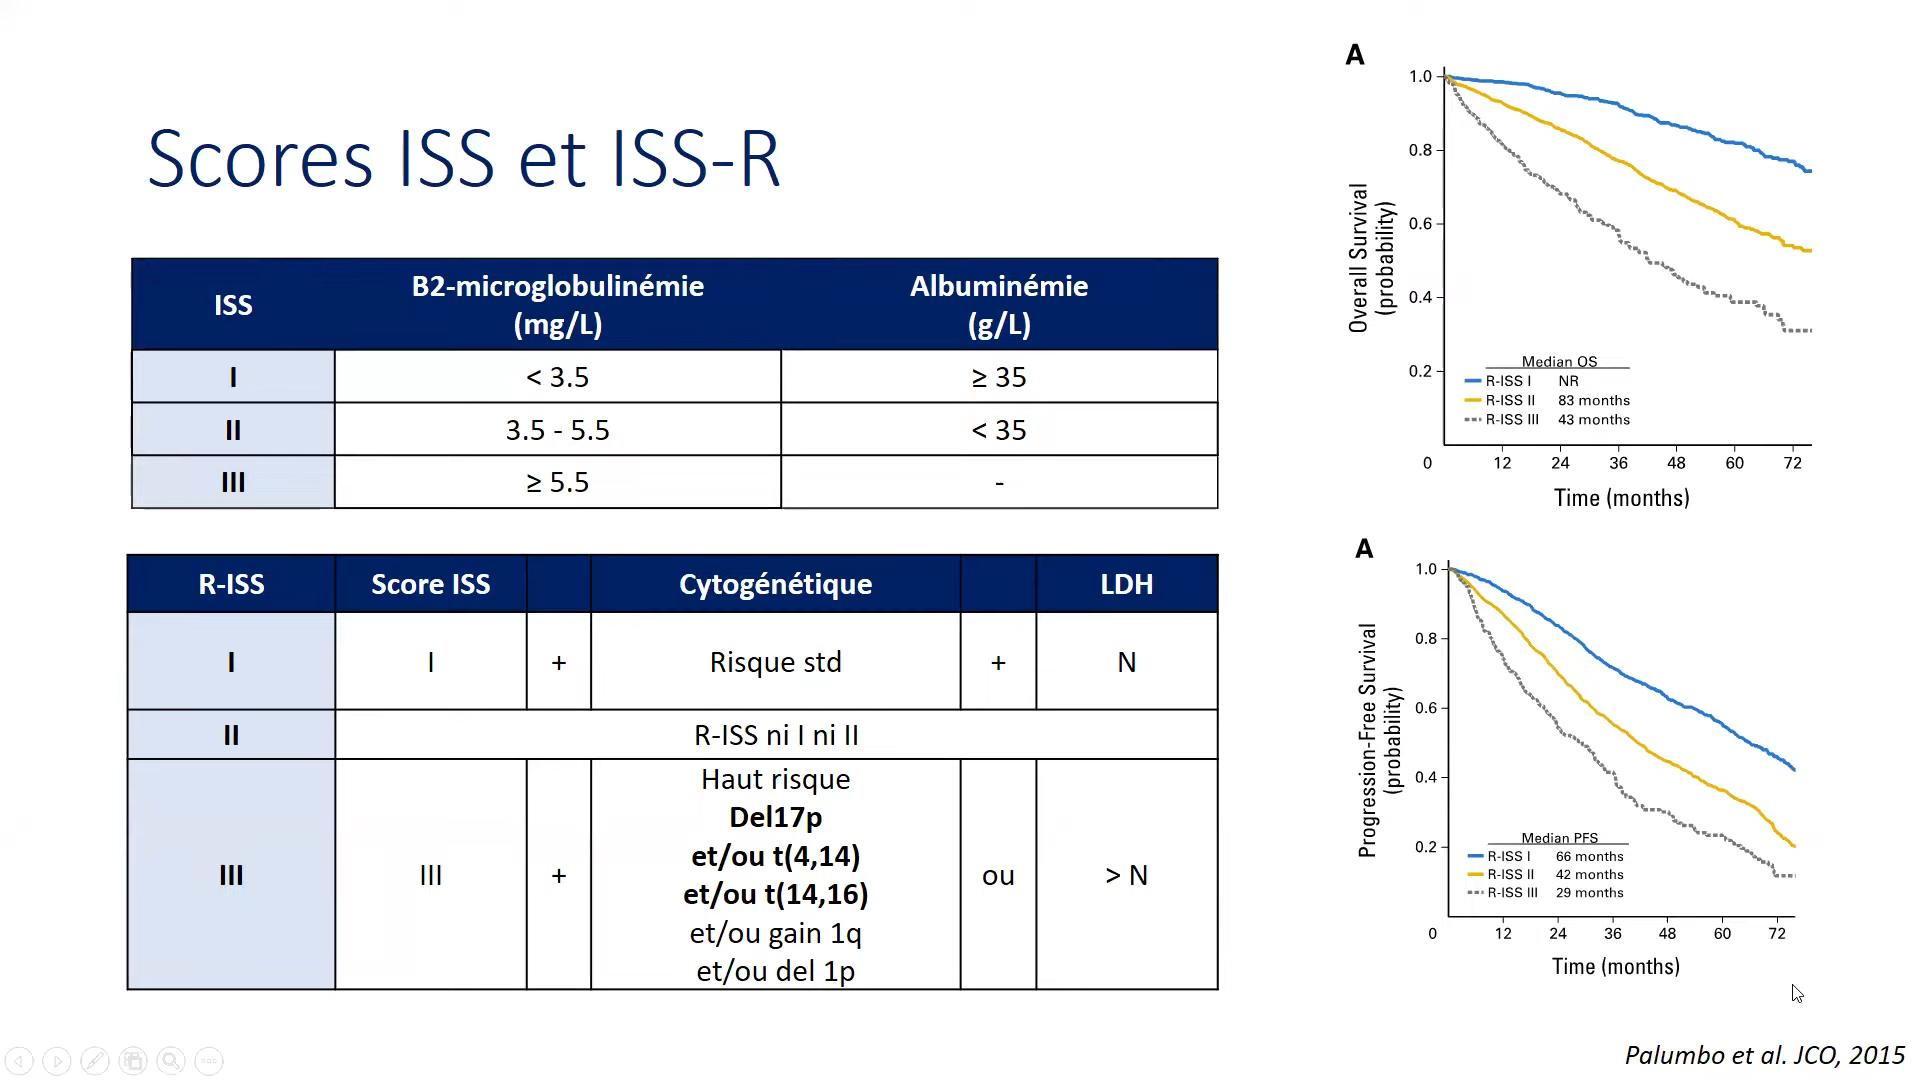 Scores ISS et ISS-R
ISS B2-microglobulinémie (mg/L) Albuminémie (g/L)
I < 3.5 ≥ 35
II 3.5 - 5.5 < 35
III ≥ 5.5 -
R-ISS Score ISS Cytogénétique LDH
I I + Risque std + N
II R-ISS ni I ni II
III III + Haut risque
Del17p
et/ou t(4,14)
et/ou t(14,16)
et/ou gain 1q
et/ou del 1p
ou > N
A
Overall Survival
(probability)
1.0
0.8
0.6
0.4
0.2
Median OS
R-ISS I NR
R-ISS II 83 months
R-ISS III 43 months
0 12 24 36 48 60 72
Time (months)
A
Progression-Free Survival
(probability)
1.0
0.8
0.6
0.4
0.2
Median PFS
R-ISS I 66 months
R-ISS II 42 months
R-ISS III 29 months
0 12 24 36 48 60 72
Time (months)
Palumbo et al. JCO, 2015